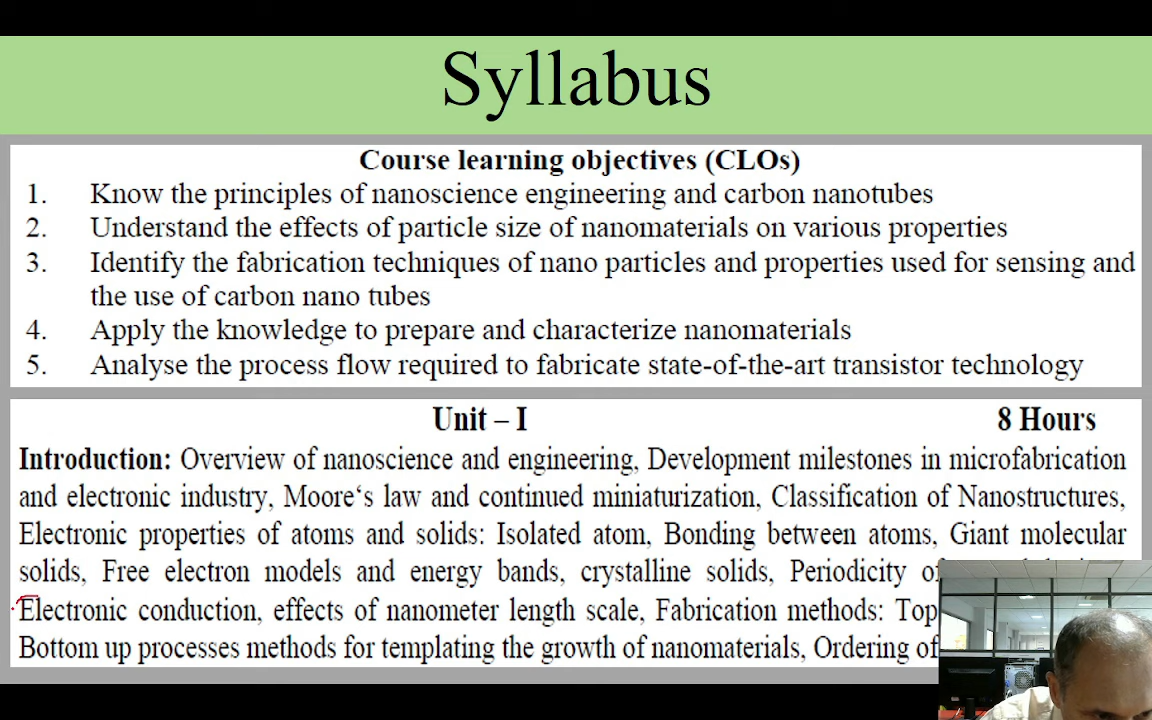 Syllabus
Course learning objectives (CLOs)
1. Know the principles of nanoscience engineering and carbon nanotubes
2. Understand the effects of particle size of nanomaterials on various properties
3. Identify the fabrication techniques of nano particles and properties used for sensing and
the use of carbon nano tubes
4. Apply the knowledge to prepare and characterize nanomaterials
5. Analyse the process flow required to fabricate state-of-the-art transistor technology
Unit – I 8 Hours
Introduction: Overview of nanoscience and engineering, Development milestones in microfabrication
and electronic industry, Moore‘s law and continued miniaturization, Classification of Nanostructures,
Electronic properties of atoms and solids: Isolated atom, Bonding between atoms, Giant molecular
solids, Free electron models and energy bands, crystalline solids, Periodicity
Electronic conduction, effects of nanometer length scale, Fabrication methods: Top
Bottom up processes methods for templating the growth of nanomaterials, Ordering of